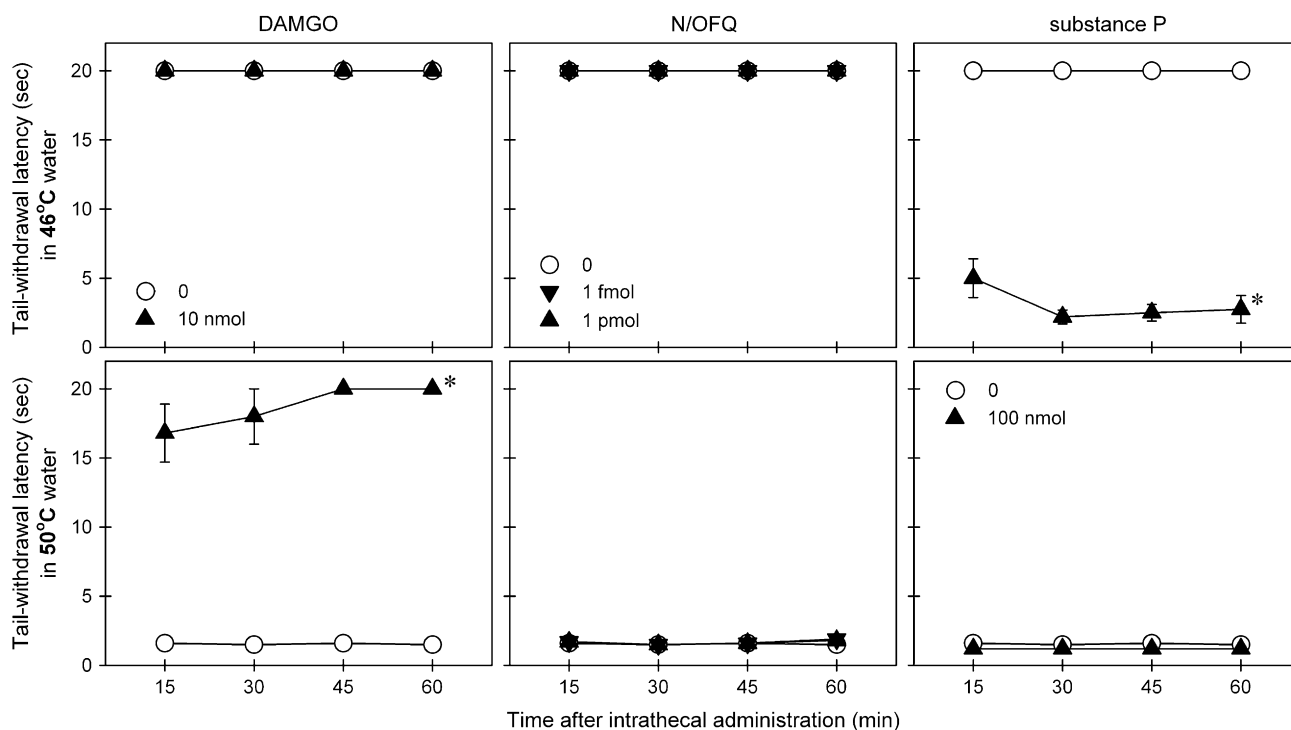 DAMGO
N/OFQ
substance P
Tail-withdrawal latency (sec)
in 46°C water
20
15
10
5
0
0
10 nmol
0
1 fmol
1 pmol
*
Tail-withdrawal latency (sec)
in 50°C water
20
15
10
5
0
*
0
100 nmol
15 30 45 60
15 30 45 60
15 30 45 60
Time after intrathecal administration (min)